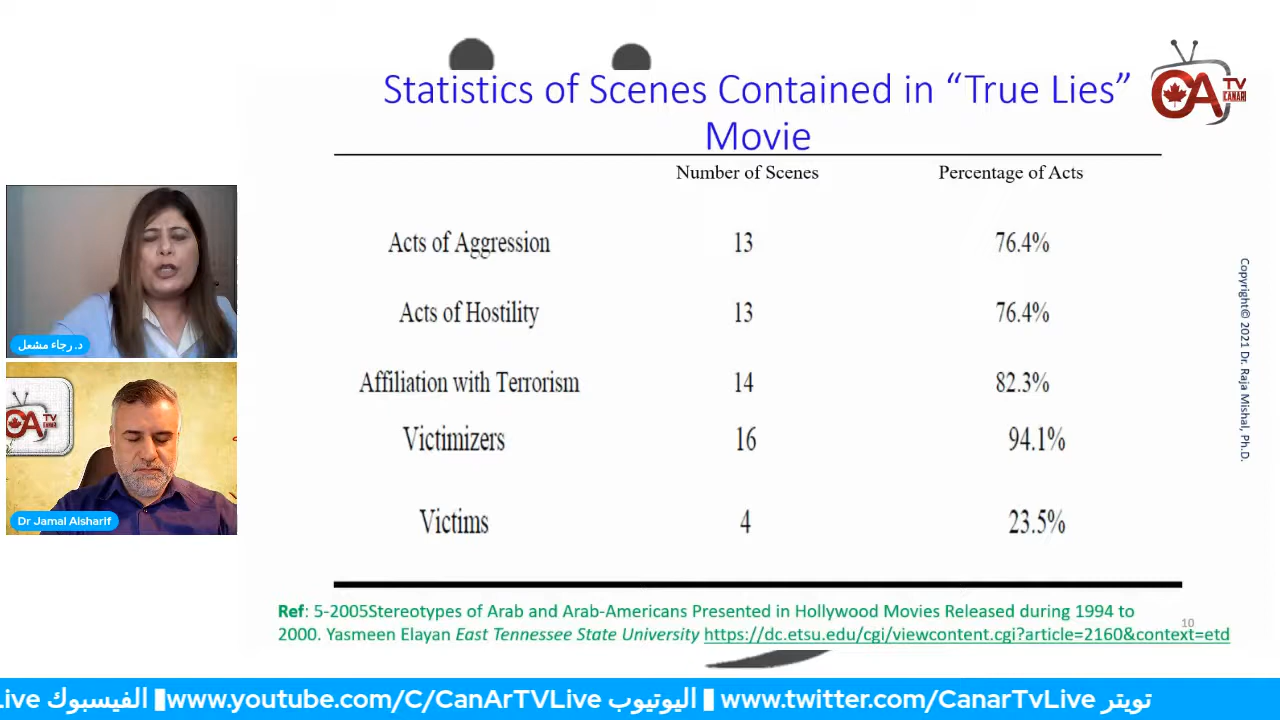 Statistics of Scenes Contained in “True Lies”
Movie
OA TV
CANAR
Number of Scenes Percentage of Acts
Acts of Aggression 13 76.4%
Acts of Hostility 13 76.4%
Affiliation with Terrorism 14 82.3%
Victimizers 16 94.1%
Victims 4 23.5%
Copyright© 2021 Dr. Raja Mishal, Ph.D.
د. رجاء مشعل
OA TV
Dr Jamal Alsharif
Ref: 5-2005Stereotypes of Arab and Arab-Americans Presented in Hollywood Movies Released during 1994 to
2000. Yasmeen Elayan East Tennessee State University https://dc.etsu.edu/cgi/viewcontent.cgi?article=2160&context=etd
10
Live الفيسبوك www.youtube.com/C/CanArTVLive اليوتيوب www.twitter.com/CanarTvLive تويتر